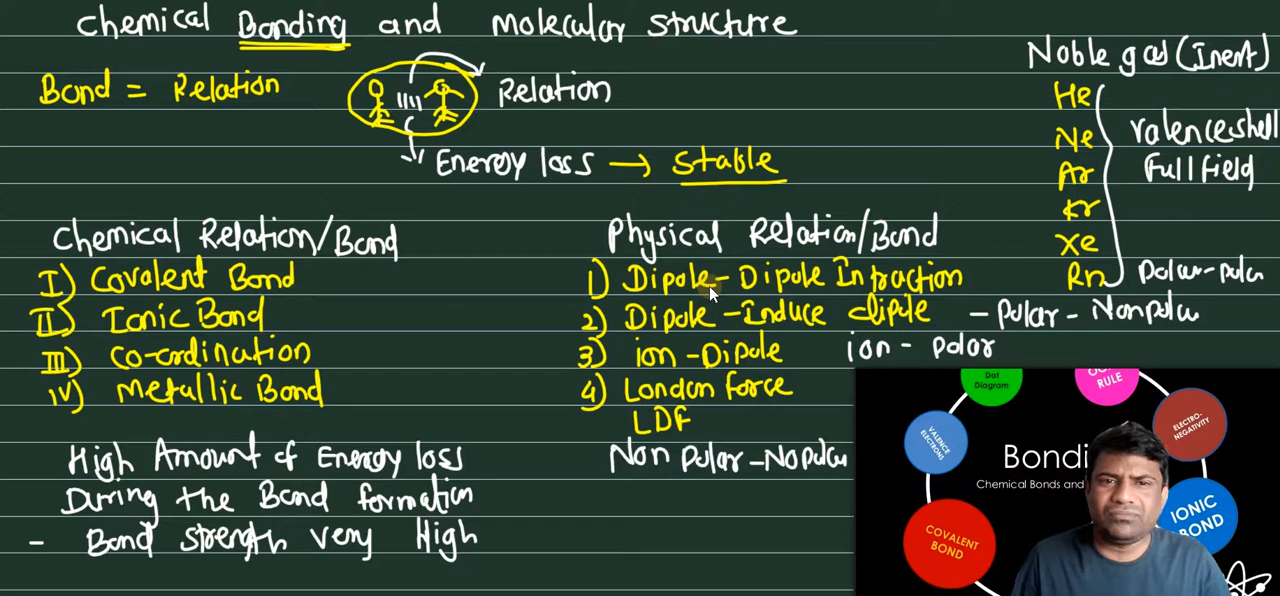 Chemical Bonding and molecular structure
Bond = Relation
Relation
Energy loss → stable
Noble gas (Inert)
He
Ne
Ar
Kr
Xe
Rn
valence shell
Full field
Chemical Relation/Bond
I) Covalent Bond
II) Ionic Bond
III) co-ordination
IV) Metallic Bond
High Amount of Energy loss
During the Bond formation
- Bond strength very High
Physical Relation/Bond
1) Dipole-Dipole Intraction
Polar-polar
2) Dipole-Induce dipole - Polar - Nonpolar
3) ion-Dipole ion - polar
4) London Force
LDF
Non polar-Nopolar
Dot
Diagram
RULE
VALENCE
ELECTRONS
ELECTRO-
NEGATIVITY
Bondi
Chemical Bonds and
COVALENT
BOND
IONIC
BOND